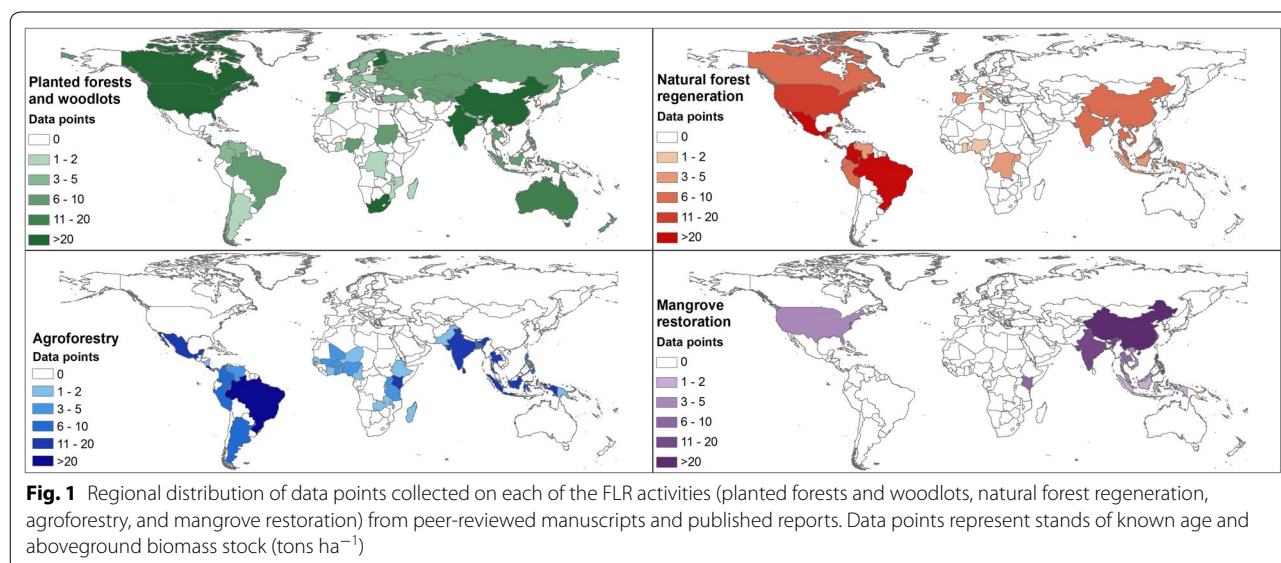 Planted forests
and woodlots
Data points
0
1 - 2
3 - 5
6 - 10
11 - 20
>20
Natural forest
regeneration
Data points
0
1 - 2
3 - 5
6 - 10
11 - 20
>20
Agroforestry
Data points
0
1 - 2
3 - 5
6 - 10
11 - 20
>20
Mangrove
restoration
Data points
0
1 - 2
3 - 5
6 - 10
11 - 20
>20
Fig. 1 Regional distribution of data points collected on each of the FLR activities (planted forests and woodlots, natural forest regeneration,
agroforestry, and mangrove restoration) from peer-reviewed manuscripts and published reports. Data points represent stands of known age and
aboveground biomass stock (tons ha⁻¹)